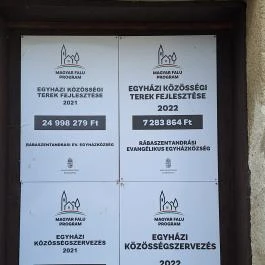 MAGYAR FALU
PROGRAM
EGYHÁZI KÖZÖSSÉGI
TEREK FEJLESZTÉSE
2021
24 998 279 Ft
RÁBASZENTANDRÁSI EV. EGYHÁZKÖZSÉG
MAGYAR FALU
PROGRAM
EGYHÁZI KÖZÖSSÉGI
TEREK FEJLESZTÉSE
2022
7 283 864 Ft
RÁBASZENTANDRÁSI
EVANGÉLIKUS EGYHÁZKÖZSÉG
MAGYAR FALU
PROGRAM
EGYHÁZI
KÖZÖSSÉGSZERVEZÉS
2021
MAGYAR FALU
PROGRAM
EGYHÁZI
KÖZÖSSÉGSZERVEZÉS
2022